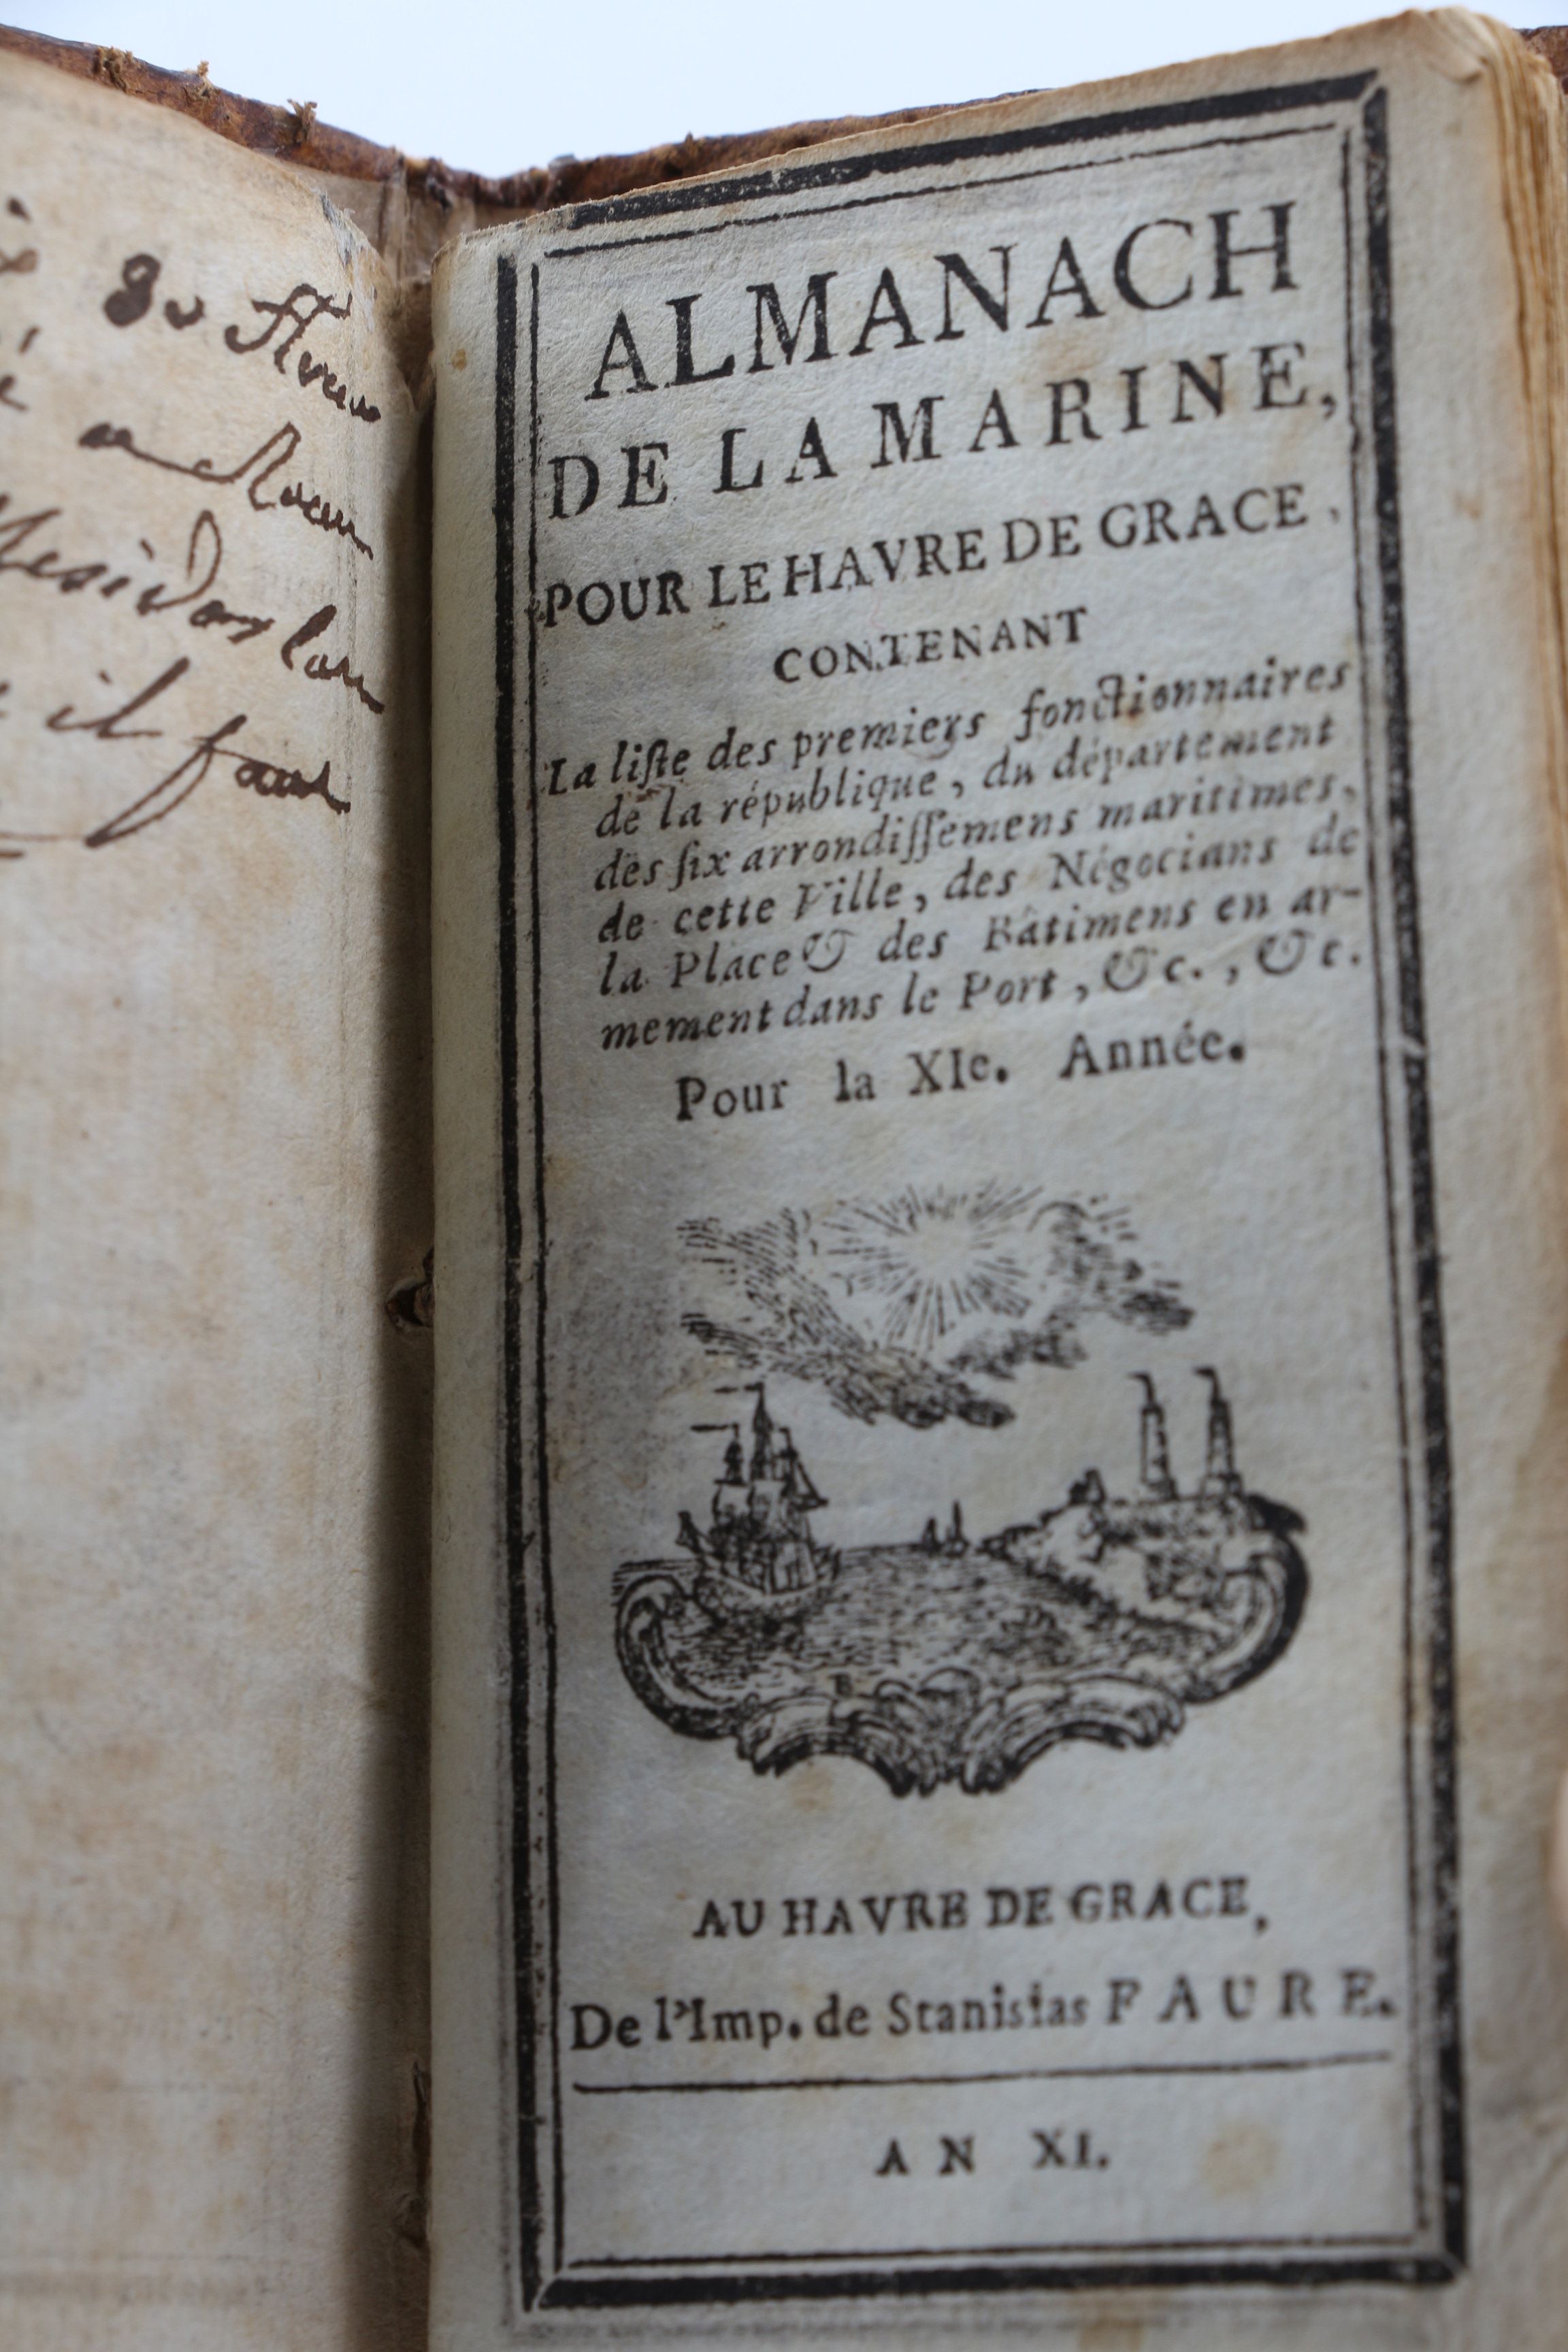 il faut
ALMANACH
DE LA MARINE,
POUR LE HAVRE DE GRACE,
CONTENANT
La liſte des premiers fonctionnaires
de la république, du département
des ſix arrondiſſemens maritimes,
de cette Ville, des Négocians de
la Place & des Bâtimens en ar-
mement dans le Port, &c., &c.
Pour la XIe. Année.
AU HAVRE DE GRACE,
De l'Imp. de Stanislas FAURE.
AN XI.